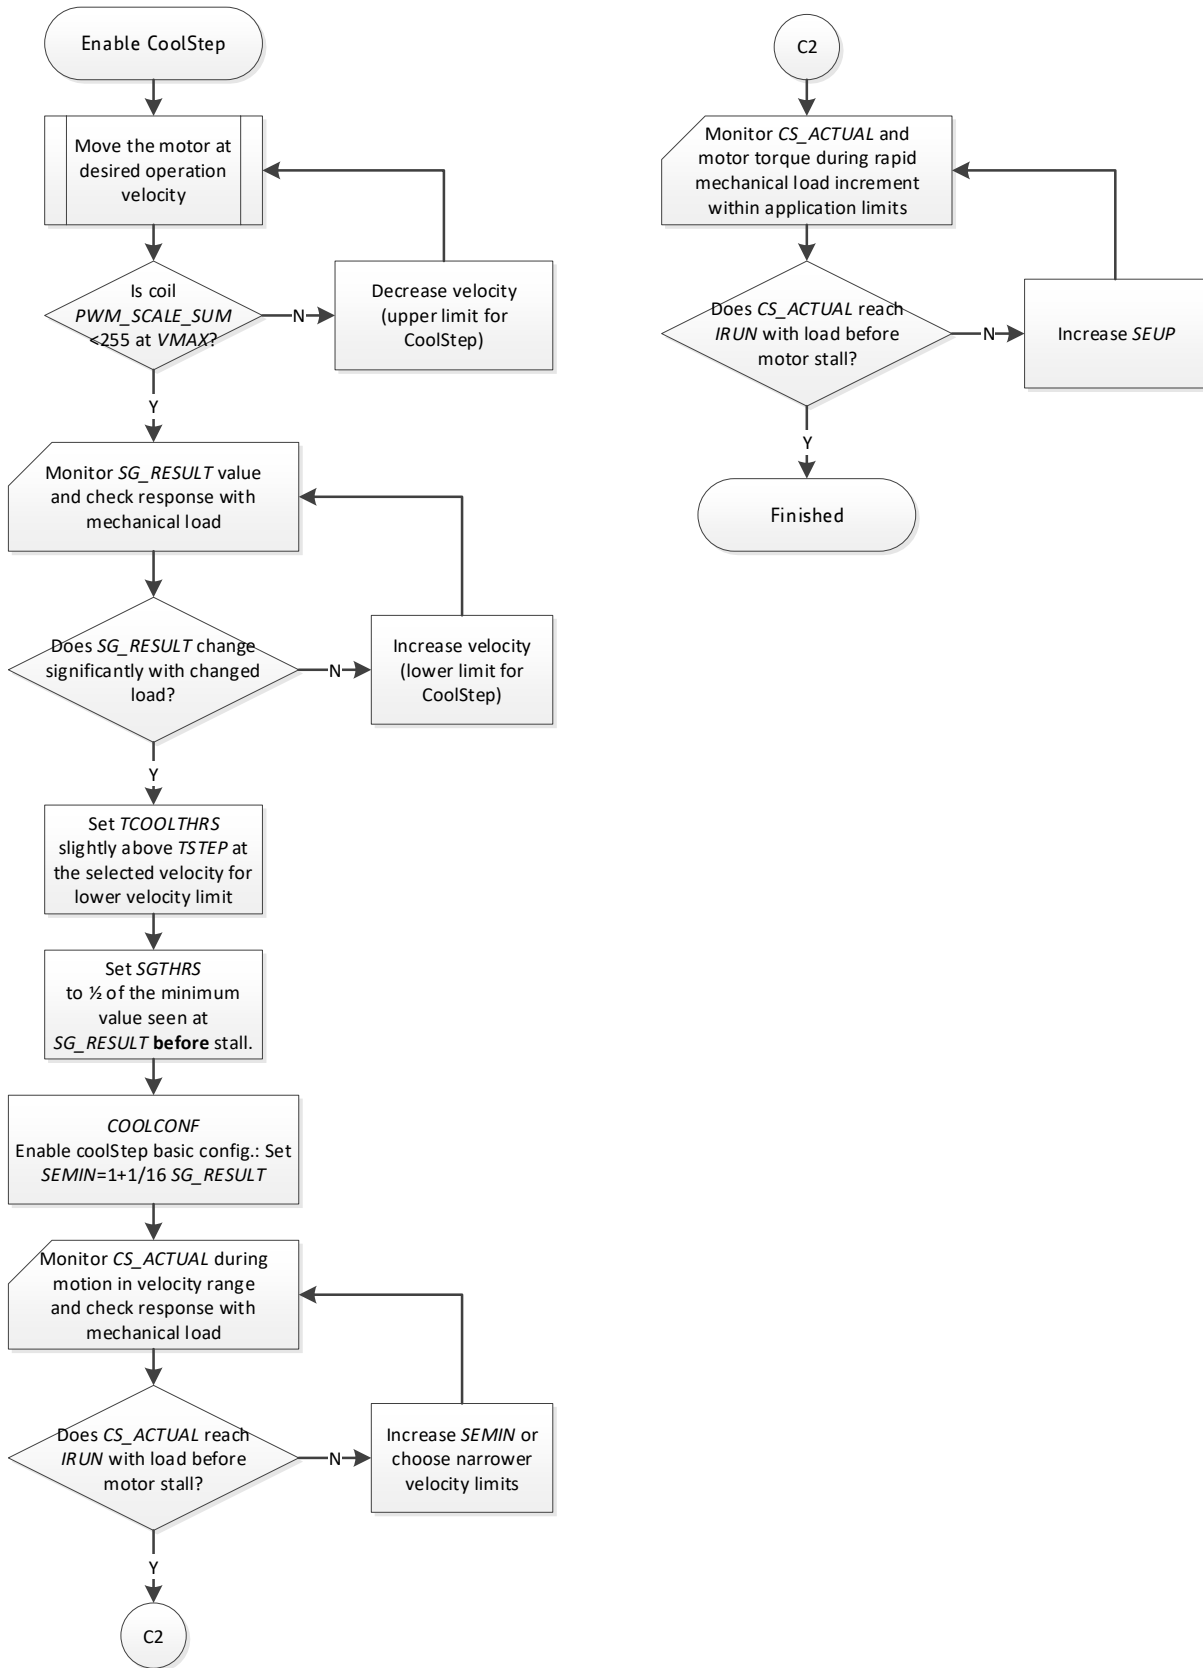 Enable CoolStep
Move the motor at
desired operation
velocity
Is coil
PWM_SCALE_SUM
<255 at VMAX?
N
Decrease velocity
(upper limit for
CoolStep)
Y
Monitor SG_RESULT value
and check response with
mechanical load
Does SG_RESULT change
significantly with changed
load?
N
Increase velocity
(lower limit for
CoolStep)
Y
Set TCOOLTHRS
slightly above TSTEP at
the selected velocity for
lower velocity limit
Set SGTHRS
to ½ of the minimum
value seen at
SG_RESULT before stall.
COOLCONF
Enable coolStep basic config.: Set
SEMIN=1+1/16 SG_RESULT
Monitor CS_ACTUAL during
motion in velocity range
and check response with
mechanical load
Does CS_ACTUAL reach
IRUN with load before
motor stall?
N
Increase SEMIN or
choose narrower
velocity limits
Y
C2
C2
Monitor CS_ACTUAL and
motor torque during rapid
mechanical load increment
within application limits
Does CS_ACTUAL reach
IRUN with load before
motor stall?
N
Increase SEUP
Y
Finished